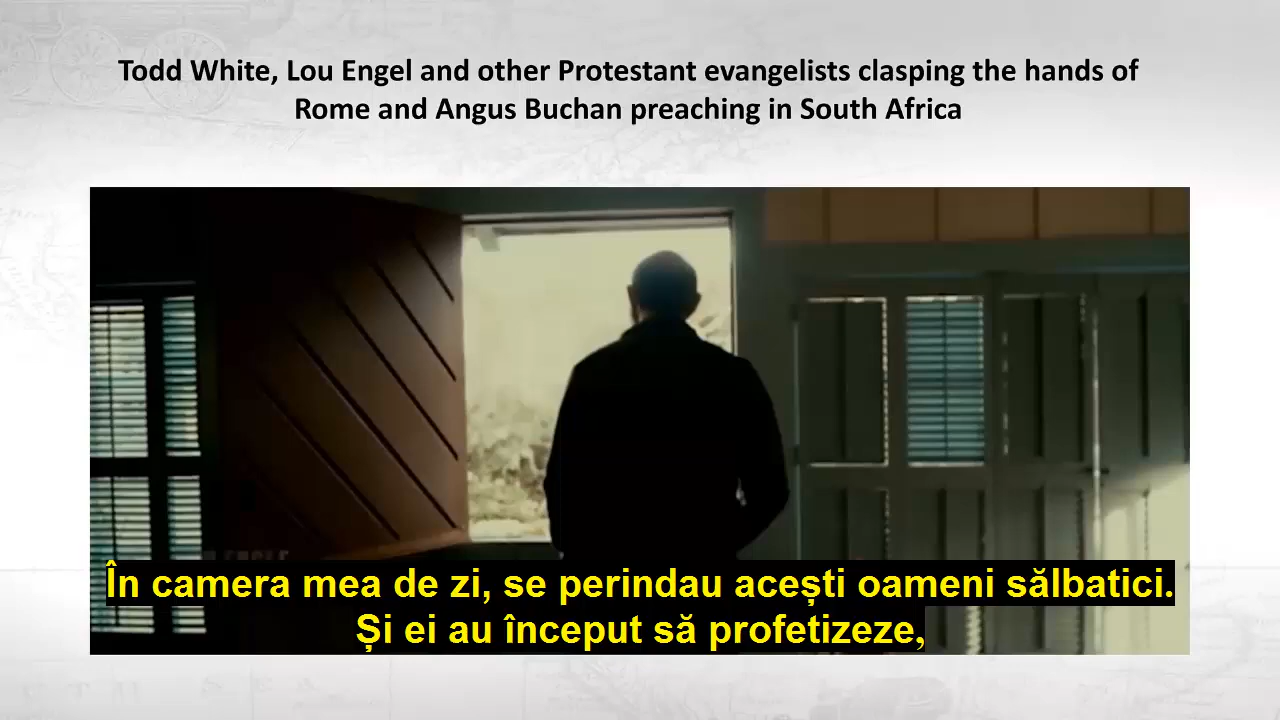 Todd White, Lou Engel and other Protestant evangelists clasping the hands of
Rome and Angus Buchan preaching in South Africa
În camera mea de zi, se perindau acești oameni sălbatici.
Și ei au început să profetizeze,